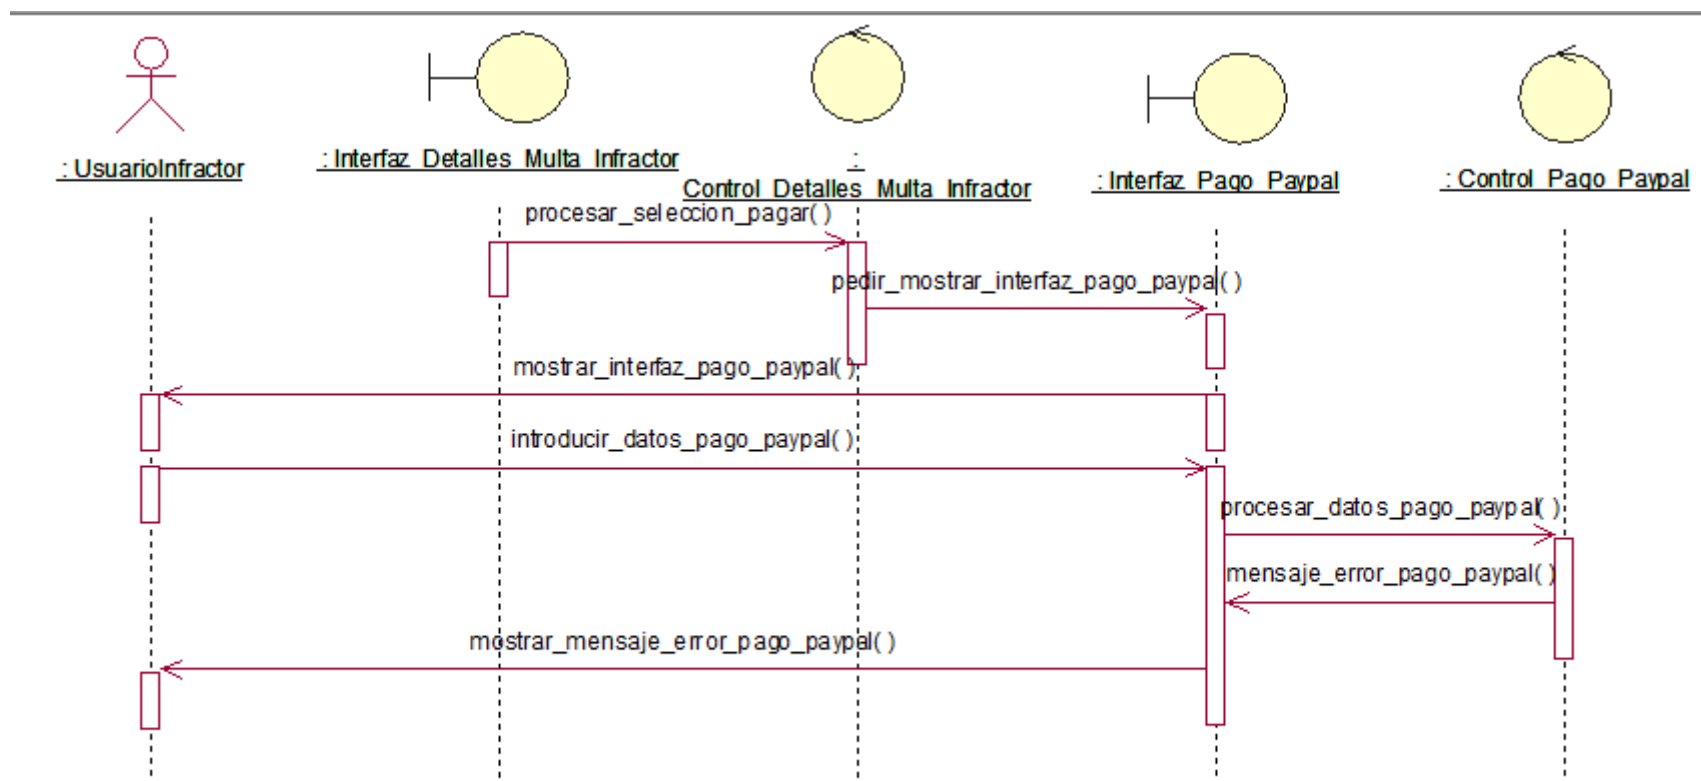 : UsuarioInfractor
: Interfaz_Detalles_Multa_Infractor
:
Control_Detalles_Multa_Infractor
: Interfaz_Pago_Paypal
: Control_Pago_Paypal
procesar_seleccion_pagar( )
pedir_mostrar_interfaz_pago_paypal( )
mostrar_interfaz_pago_paypal( )
introducir_datos_pago_paypal( )
procesar_datos_pago_paypal( )
mensaje_error_pago_paypal( )
mostrar_mensaje_error_pago_paypal( )